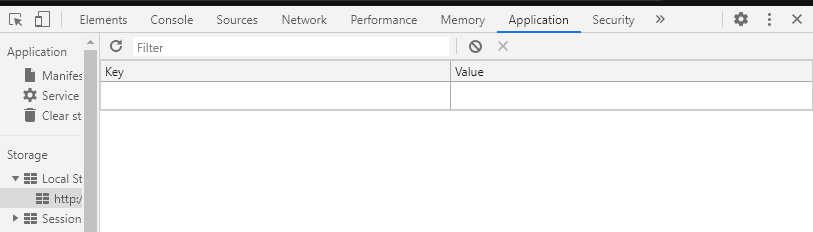 Elements Console Sources Network Performance Memory Application Security »
Application
Manifes
Service
Clear st
Storage
Local St
http:/
Session
Filter
Key Value